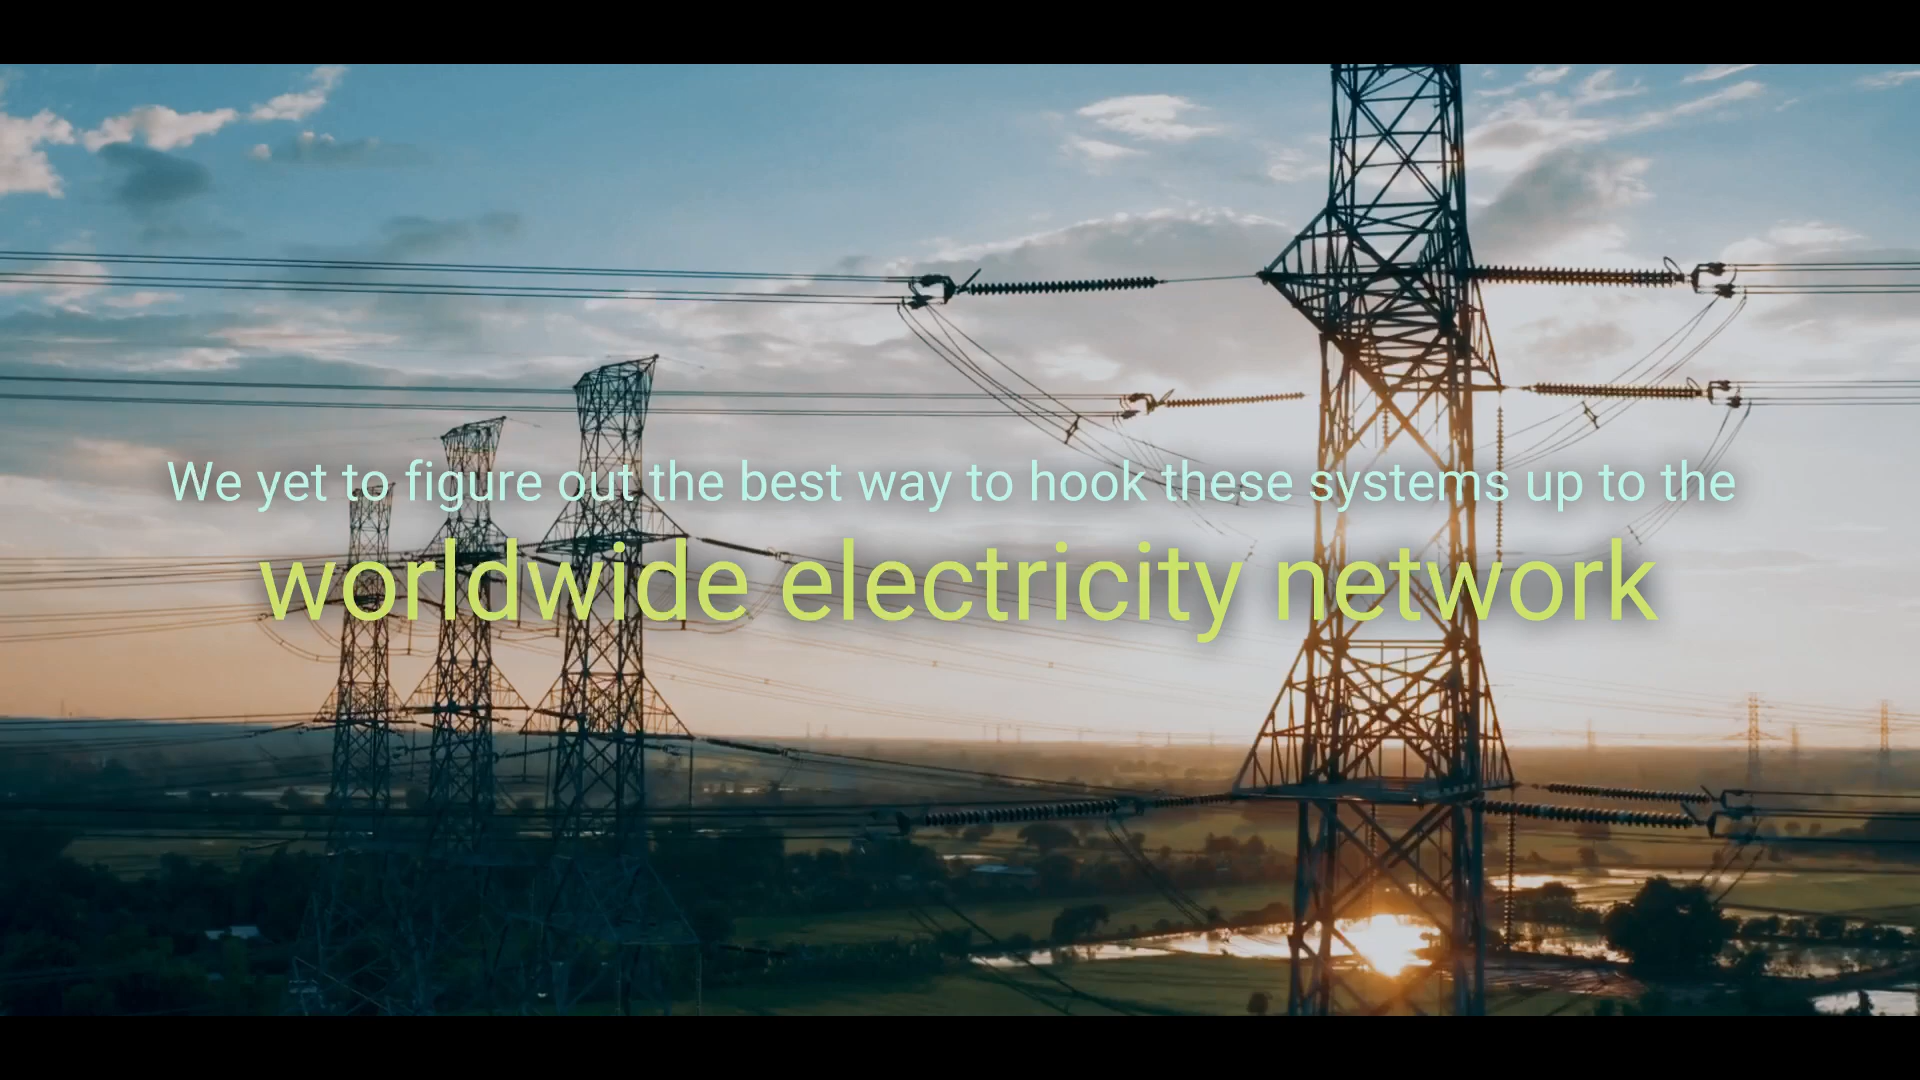 We yet to figure out the best way to hook these systems up to the
worldwide electricity network